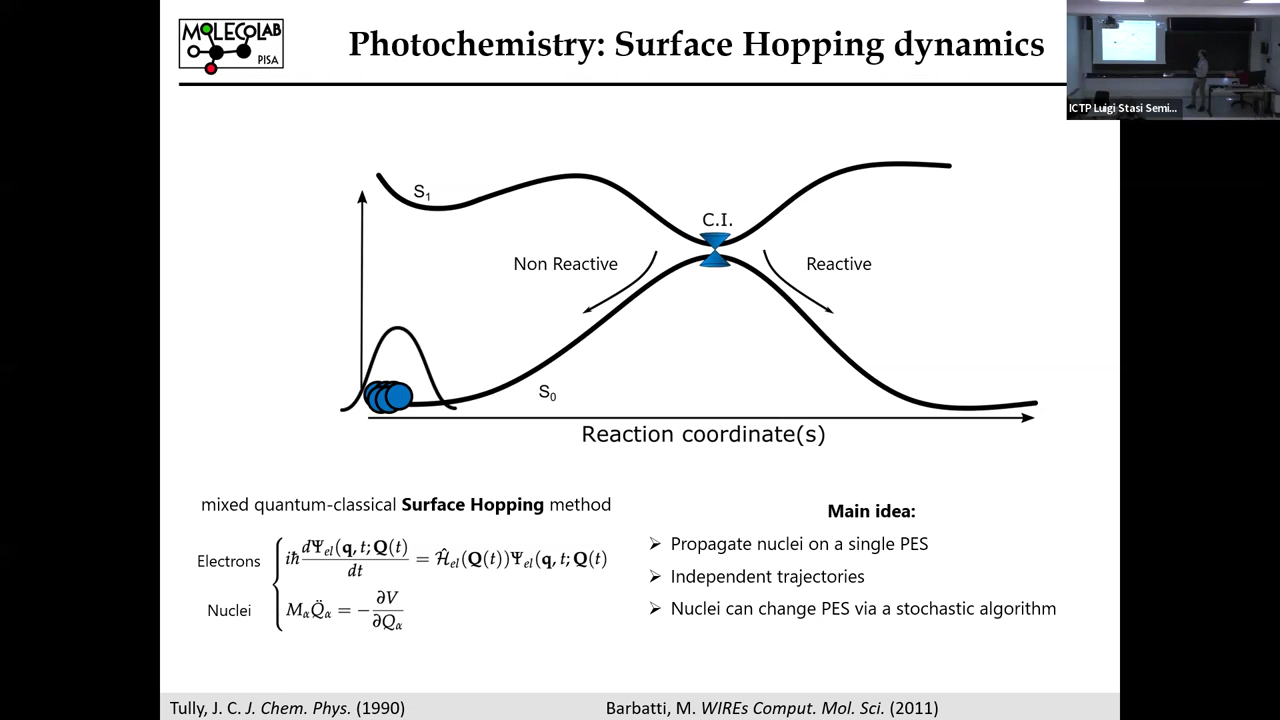 MOLECOLAB
PISA
Photochemistry: Surface Hopping dynamics
ICTP Luigi Stasi Semi...
S₁
C.I.
Non Reactive
Reactive
S₀
Reaction coordinate(s)
mixed quantum-classical Surface Hopping method
Electrons iħ dΨ_el(q,t;Q(t) / dt = Ĥ_el(Q(t))Ψ_el(q,t;Q(t)
Nuclei M_α Q̈_α = − ∂V / ∂Q_α
Main idea:
➢ Propagate nuclei on a single PES
➢ Independent trajectories
➢ Nuclei can change PES via a stochastic algorithm
Tully, J. C. J. Chem. Phys. (1990)
Barbatti, M. WIREs Comput. Mol. Sci. (2011)